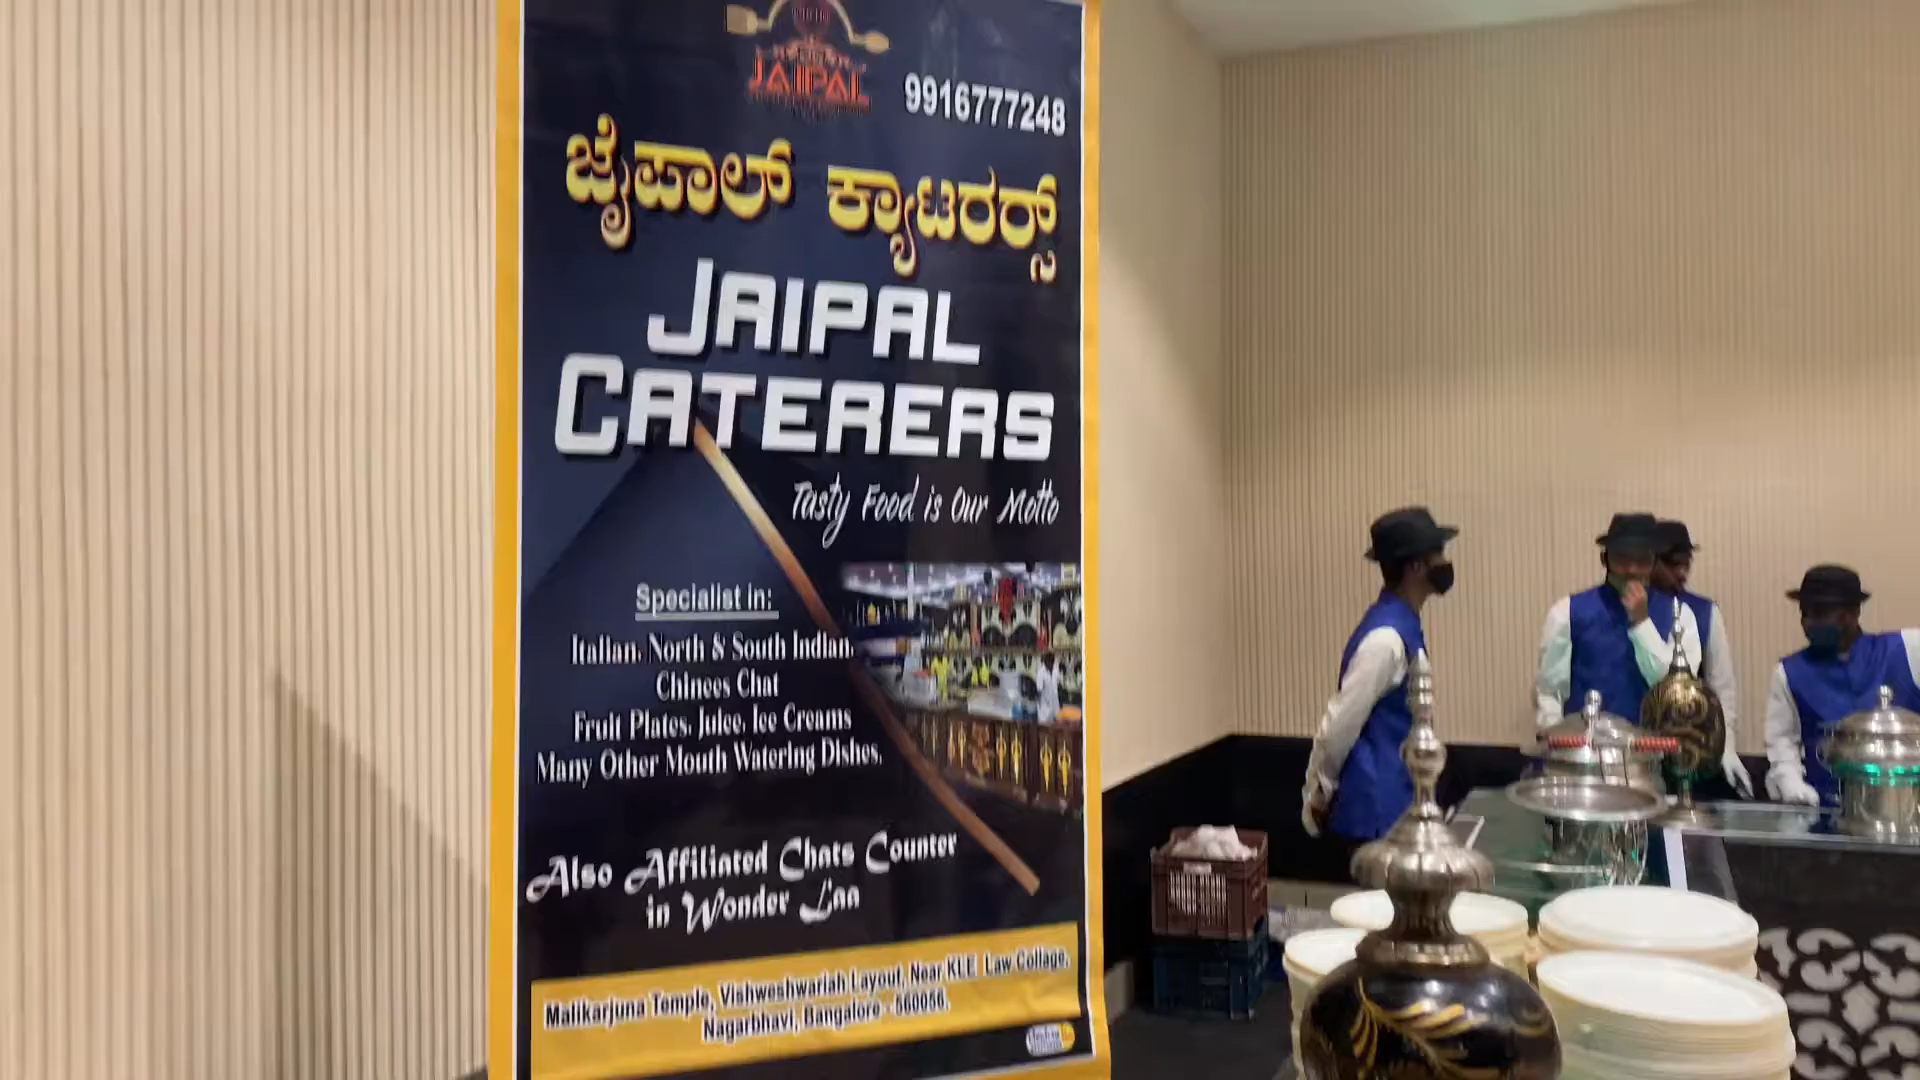 JAIPAL
9916777248
ಜೈಪಾಲ್ ಕ್ಯಾಟರರ್ಸ್
JAIPAL
CATERERS
Tasty Food is Our Motto
Specialist in:
Italian, North & South Indian,
Chinees Chat
Fruit Plates, Juice, Ice Creams
Many Other Mouth Watering Dishes.
Also Affiliated Chats Counter
in Wonder L'aa
Mallikarjuna Temple, Vishweshwariah Layout, Near KLE Law Collage,
Nagarbhavi, Bangalore - 560056.